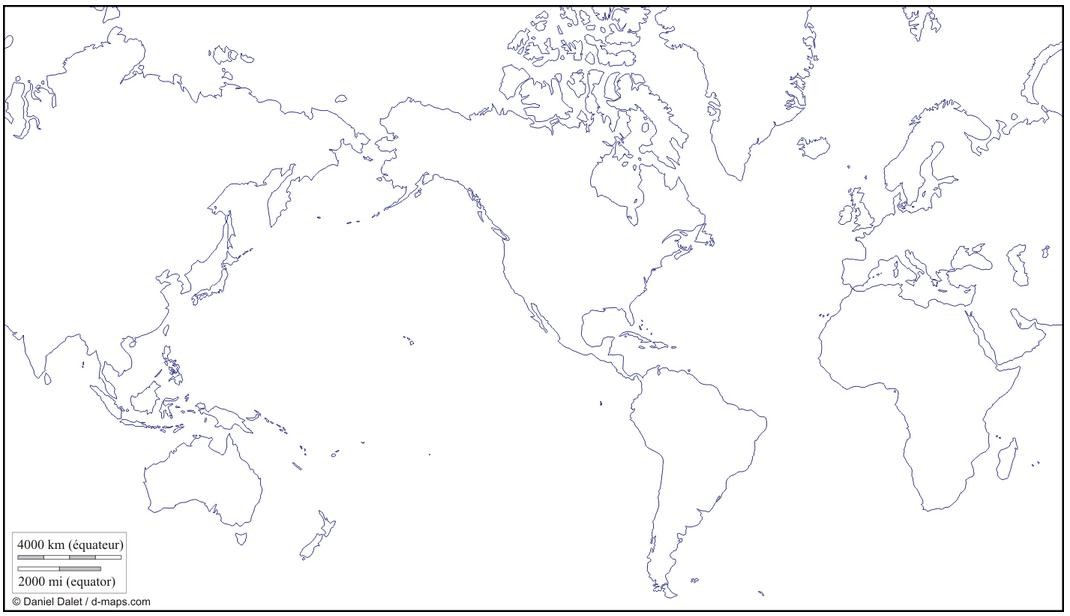 4000 km (équateur)
2000 mi (equator)
© Daniel Dalet / d-maps.com